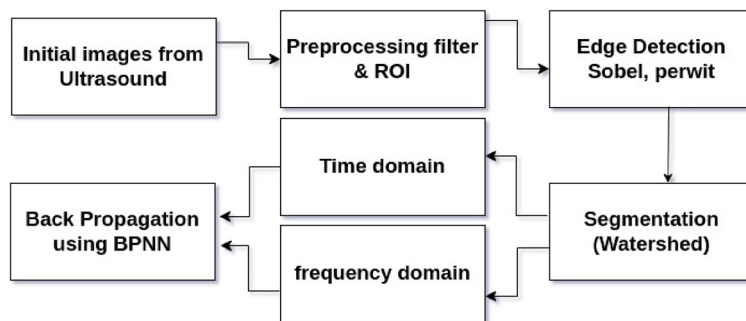 Initial images from
Ultrasound
Preprocessing filter
& ROI
Edge Detection
Sobel, perwit
Segmentation
(Watershed)
Time domain
frequency domain
Back Propagation
using BPNN